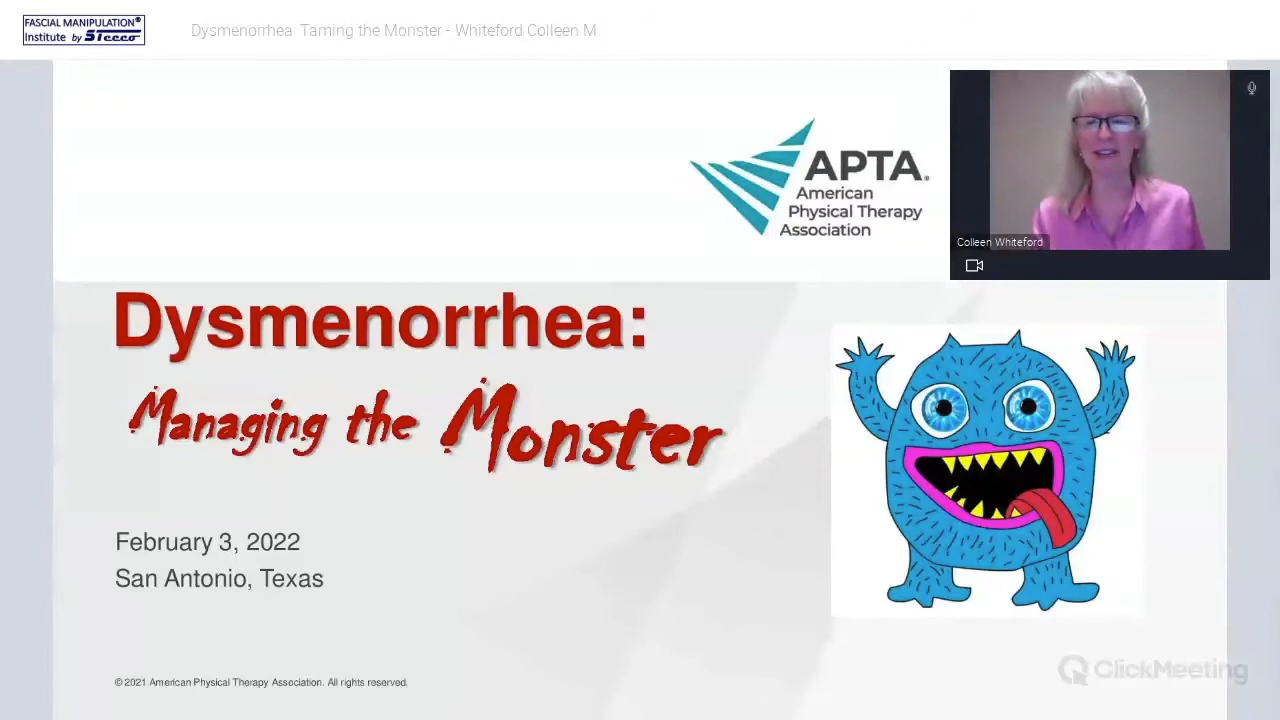 FASCIAL MANIPULATION®
Institute by Stecco
Dysmenorrhea Taming the Monster - Whiteford Colleen M.
APTA®
American
Physical Therapy
Association
Colleen Whiteford
Dysmenorrhea:
Managing the Monster
February 3, 2022
San Antonio, Texas
© 2021 American Physical Therapy Association. All rights reserved.
ClickMeeting